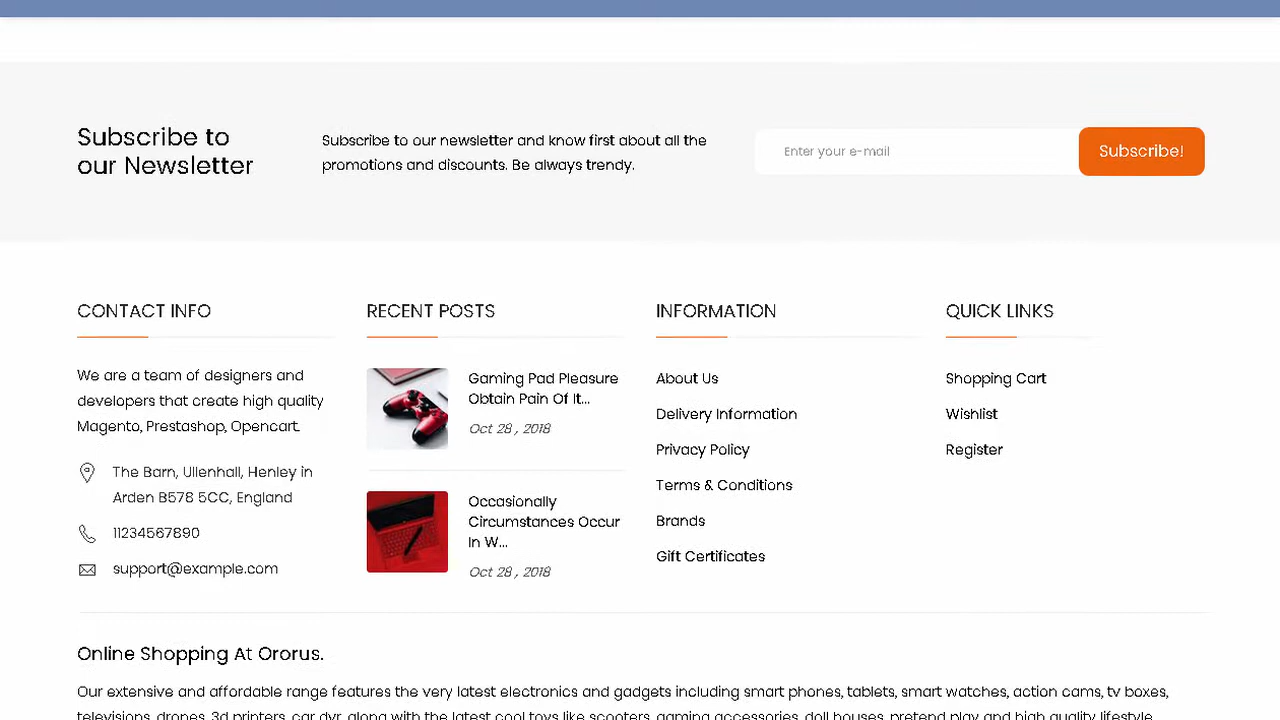 Subscribe to
our Newsletter
Subscribe to our newsletter and know first about all the
promotions and discounts. Be always trendy.
Enter your e-mail
Subscribe!
CONTACT INFO
We are a team of designers and
developers that create high quality
Magento, Prestashop, Opencart.
The Barn, Ullenhall, Henley in
Arden B578 5CC, England
11234567890
support@example.com
RECENT POSTS
Gaming Pad Pleasure
Obtain Pain Of It...
Oct 28 , 2018
Occasionally
Circumstances Occur
In W...
Oct 28 , 2018
INFORMATION
About Us
Delivery Information
Privacy Policy
Terms & Conditions
Brands
Gift Certificates
QUICK LINKS
Shopping Cart
Wishlist
Register
Online Shopping At Ororus.
Our extensive and affordable range features the very latest electronics and gadgets including smart phones, tablets, smart watches, action cams, tv boxes,
televisions, drones, 3d printers, car dvr, along with the latest cool toys like scooters, gaming accessories, doll houses, pretend play and high quality lifestyle